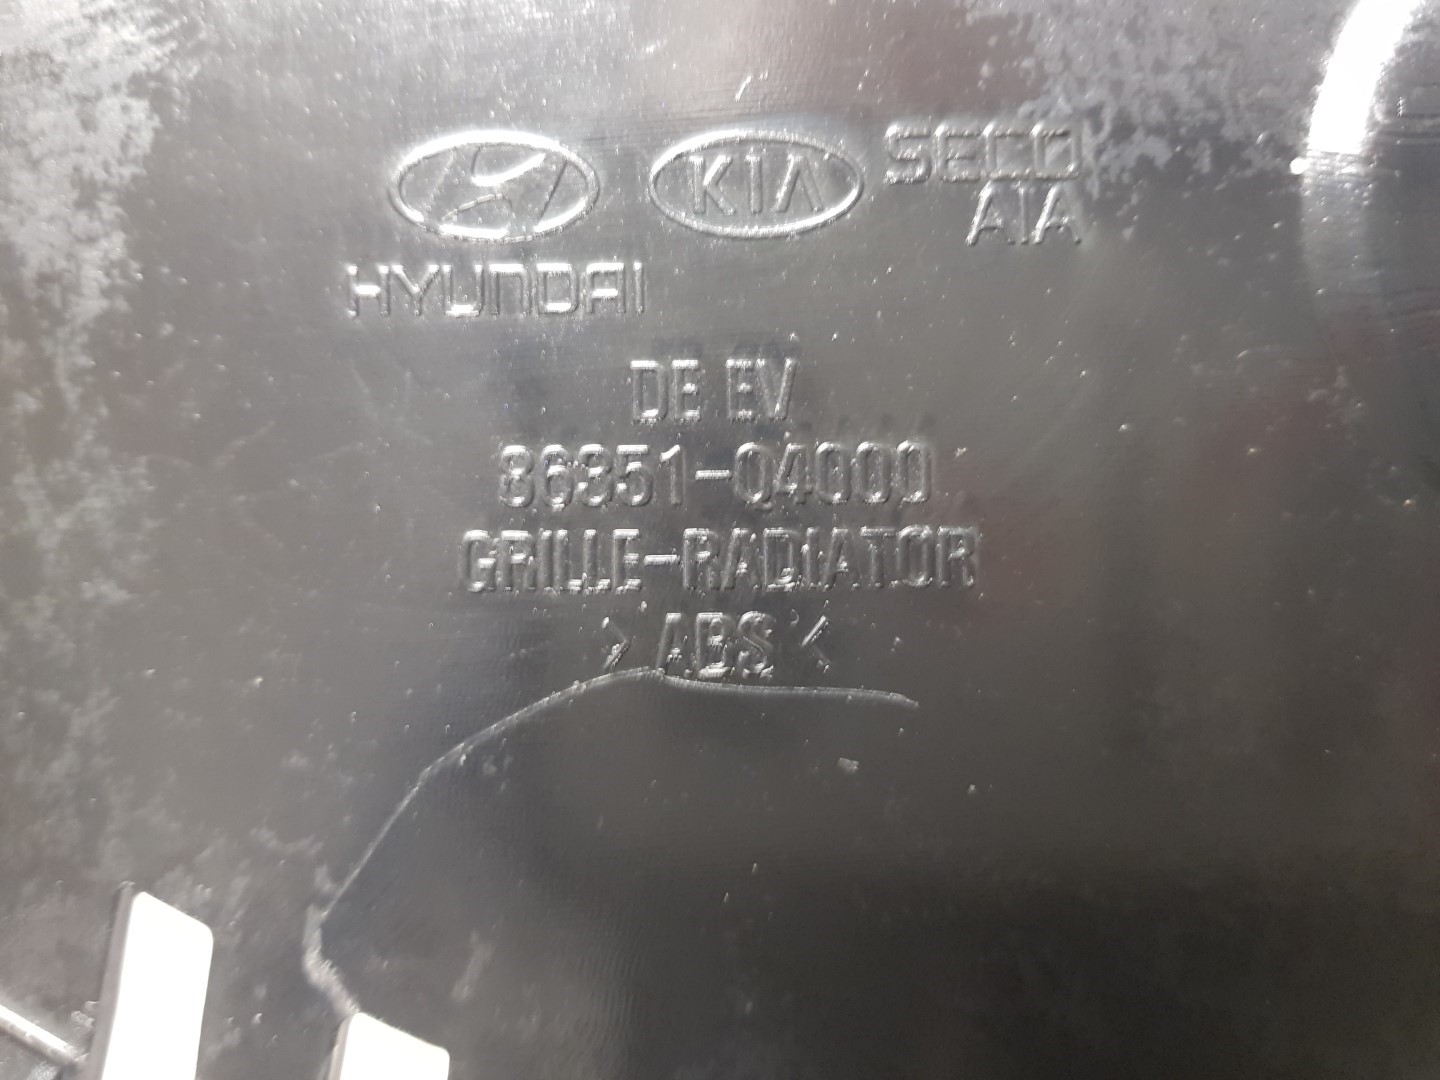 KIA SECO
AIA
HYUNDAI
DE EV
86351-Q4000
GRILLE-RADIATOR
>ABS<